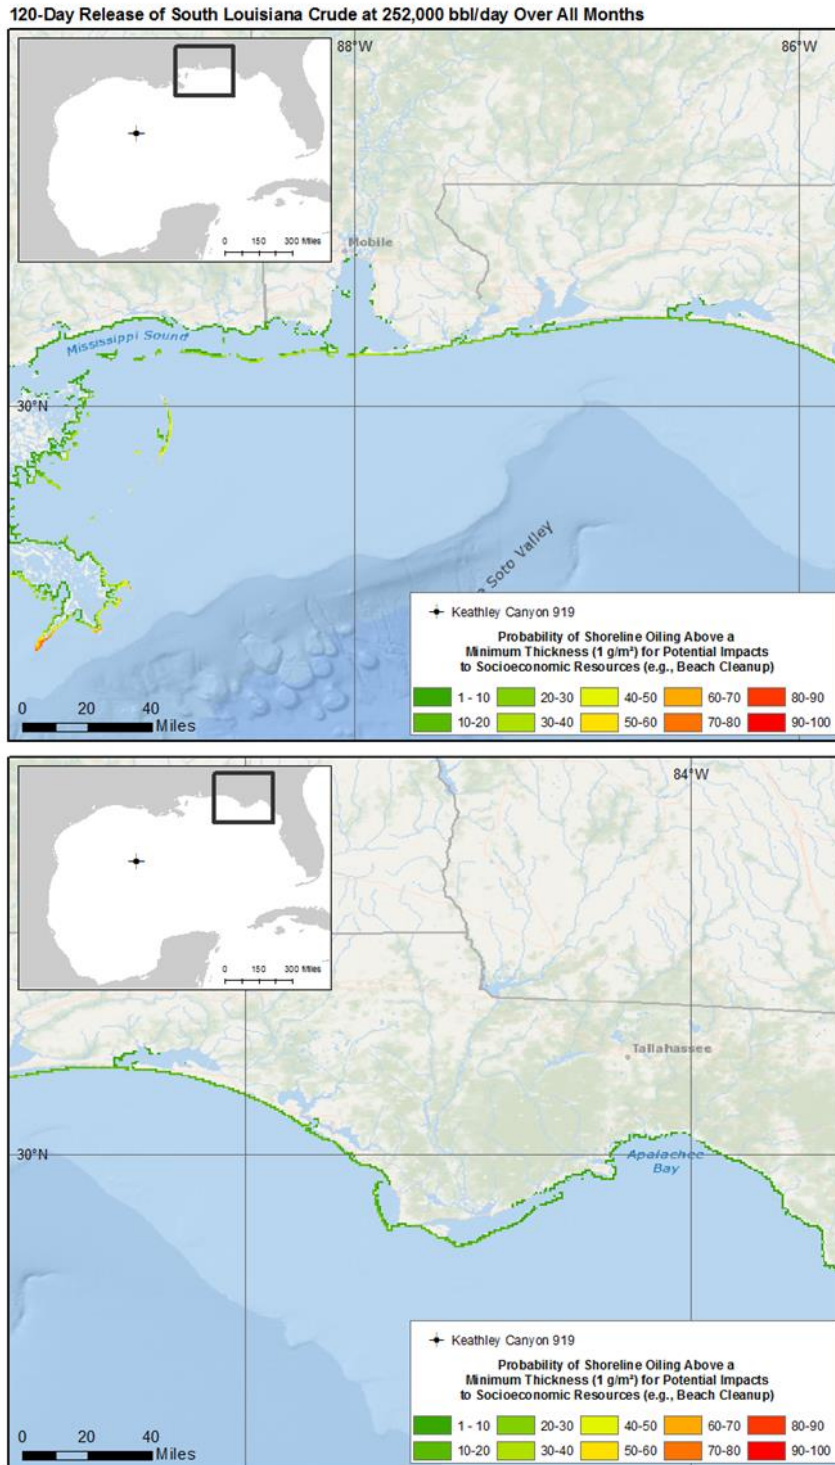 120-Day Release of South Louisiana Crude at 252,000 bbl/day Over All Months
88°W
86°W
0 150 300 Miles
Mobile
Mississippi Sound
30°N
Soto Valley
Keathley Canyon 919
Probability of Shoreline Oiling Above a
Minimum Thickness (1 g/m²) for Potential Impacts
to Socioeconomic Resources (e.g., Beach Cleanup)
1 - 10 20-30 40-50 60-70 80-90
10-20 30-40 50-60 70-80 90-100
0 20 40
Miles
84°W
0 150 300 Miles
Tallahassee
30°N
Apalachee
Bay
Keathley Canyon 919
Probability of Shoreline Oiling Above a
Minimum Thickness (1 g/m²) for Potential Impacts
to Socioeconomic Resources (e.g., Beach Cleanup)
1 - 10 20-30 40-50 60-70 80-90
10-20 30-40 50-60 70-80 90-100
0 20 40
Miles